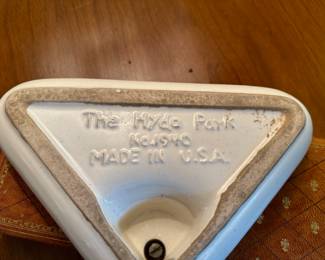 The Hyde Park
No.1940
MADE IN U.S.A.